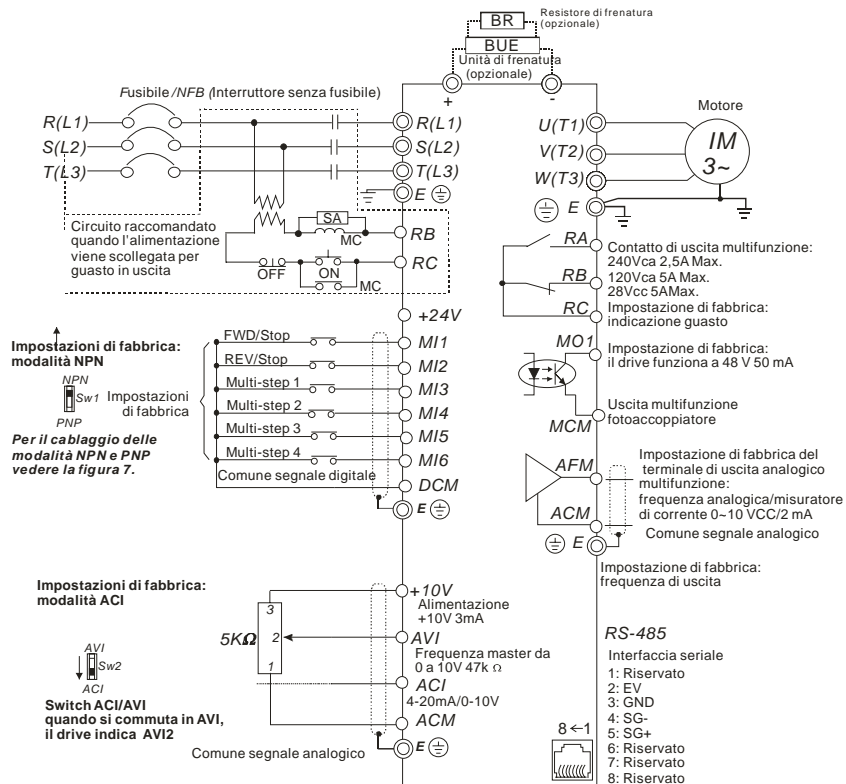 BR
Resistore di frenatura
(opzionale)
BUE
Unità di frenatura
(opzionale)
+
-
Fusibile/NFB (Interruttore senza fusibile)
R(L1)
S(L2)
T(L3)
R(L1)
S(L2)
T(L3)
E
Motore
U(T1)
V(T2)
W(T3)
IM
3~
E
Circuito raccomandato
quando l'alimentazione
viene scollegata per
guasto in uscita
SA
MC
OFF
ON
MC
RB
RC
RA
RB
RC
Contatto di uscita multifunzione:
240Vca 2,5A Max.
120Vca 5A Max.
28Vcc 5AMax.
Impostazione di fabbrica:
indicazione guasto
+24V
Impostazioni di fabbrica:
modalità NPN
NPN
Sw1
PNP
Per il cablaggio delle
modalità NPN e PNP
vedere la figura 7.
Impostazioni
di fabbrica
FWD/Stop
MI1
REV/Stop
MI2
Multi-step 1
MI3
Multi-step 2
MI4
Multi-step 3
MI5
Multi-step 4
MI6
Comune segnale digitale
DCM
E
MO1
Impostazione di fabbrica:
il drive funziona a 48 V 50 mA
Uscita multifunzione
fotoaccoppiatore
MCM
AFM
Impostazione di fabbrica del
terminale di uscita analogico
multifunzione:
frequenza analogica/misuratore
di corrente 0~10 VCC/2 mA
ACM
Comune segnale analogico
E
Impostazione di fabbrica:
frequenza di uscita
Impostazioni di fabbrica:
modalità ACI
AVI
Sw2
ACI
Switch ACI/AVI
quando si commuta in AVI,
il drive indica AVI2
5KΩ
3
2
1
+10V
Alimentazione
+10V 3mA
AVI
Frequenza master da
0 a 10V 47k Ω
ACI
4-20mA/0-10V
ACM
Comune segnale analogico
E
RS-485
Interfaccia seriale
1: Riservato
2: EV
3: GND
4: SG-
5: SG+
6: Riservato
7: Riservato
8: Riservato
8←1